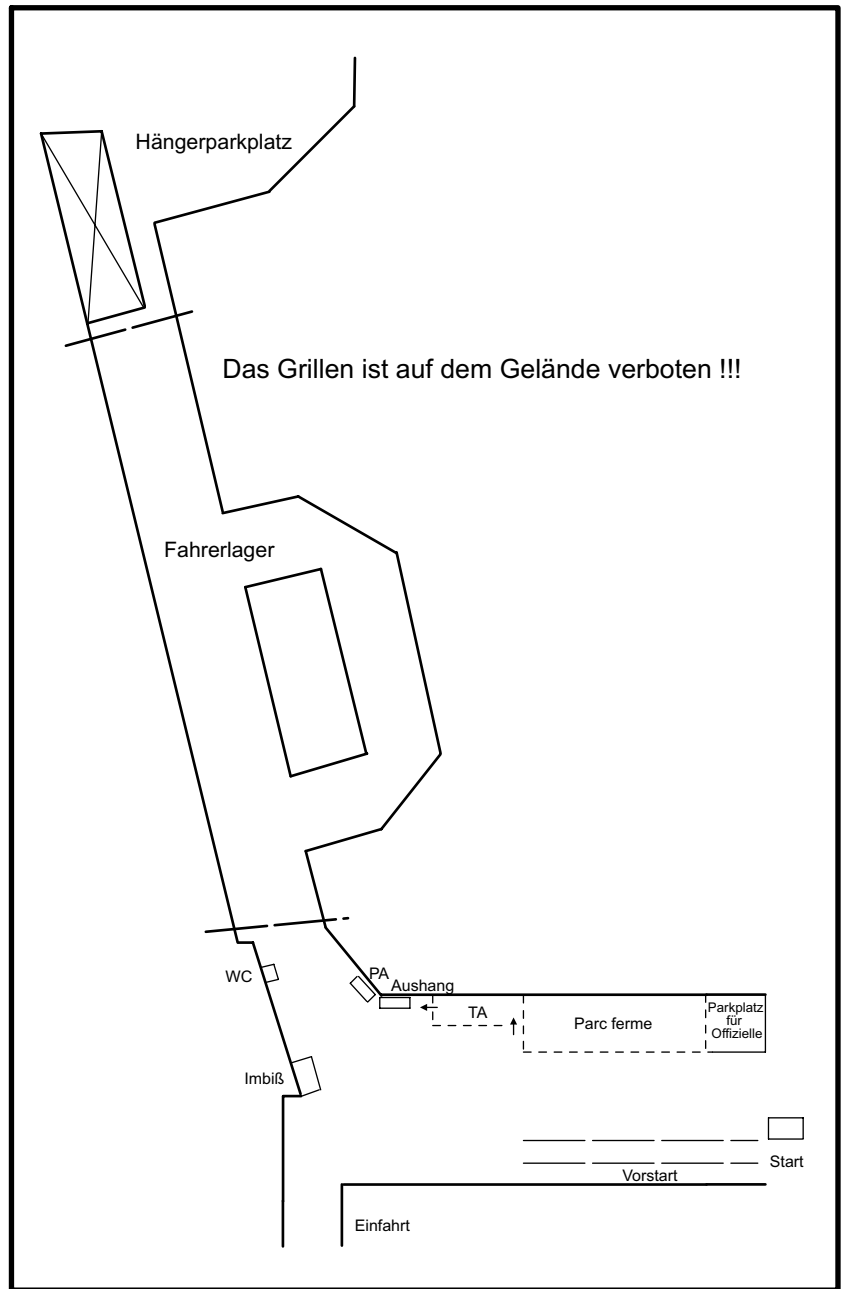 Hängerparkplatz
Das Grillen ist auf dem Gelände verboten !!!
Fahrerlager
WC
PA
Aushang
TA
Parc ferme
Parkplatz
für
Offizielle
Imbiß
Start
Vorstart
Einfahrt